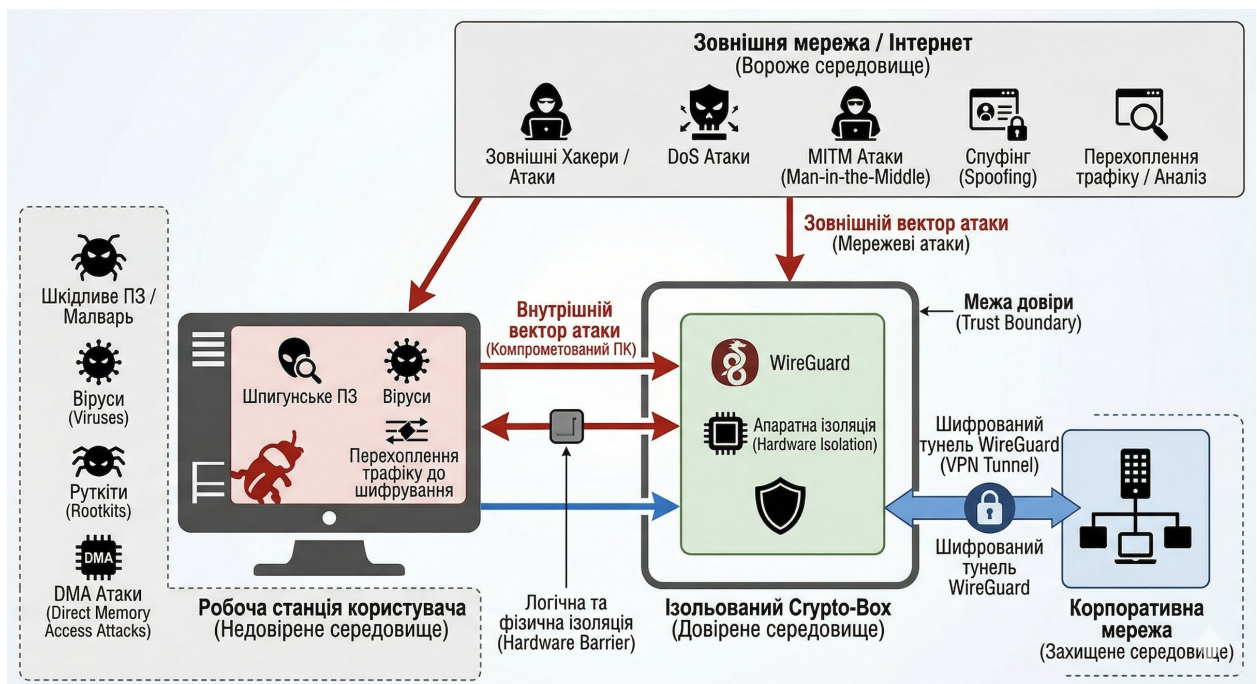 Зовнішня мережа / Інтернет
(Вороже середовище)
Зовнішні Хакери /
Атаки
DoS Атаки
MITM Атаки
(Man-in-the-Middle)
Спуфінг
(Spoofing)
Перехоплення
трафіку / Аналіз
Зовнішній вектор атаки
(Мережеві атаки)
Шкідливе ПЗ /
Малварь
Віруси
(Viruses)
Руткіти
(Rootkits)
DMA
DMA Атаки
(Direct Memory
Access Attacks)
Шпигунське ПЗ
Віруси
Перехоплення
трафіку до
шифрування
Робоча станція користувача
(Недовірене середовище)
Внутрішній
вектор атаки
(Компрометований ПК)
Логічна та
фізична ізоляція
(Hardware Barrier)
WireGuard
Апаратна ізоляція
(Hardware Isolation)
Ізольований Crypto-Box
(Довірене середовище)
Межа довіри
(Trust Boundary)
Шифрований
тунель WireGuard
(VPN Tunnel)
Шифрований
тунель
WireGuard
Корпоративна
мережа
(Захищене середовище)